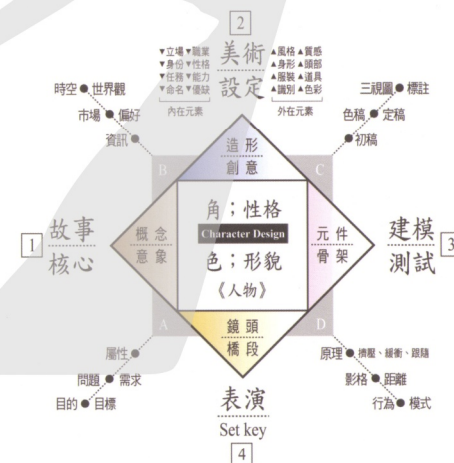 2
美術
設定
▼立場▼職業
▼身份▼性格
▼任務▼能力
▼命名▼優缺
內在元素
▲風格▲質感
▲身形▲頭部
▲服裝▲道具
▲識別▲色彩
外在元素
時空●世界觀
市場●偏好
資訊●
三視圖●標註
色稿●定稿
●初稿
B
C
造形
創意
1
故事
核心
概念
意象
角；性格
Character Design
色；形貌
《人物》
元件
骨架
建模
測試
3
A
D
鏡頭
橋段
屬性●
問題●需求
目的●目標
原理●擠壓、緩衝、跟隨
影格●距離
行為●模式
表演
Set key
4